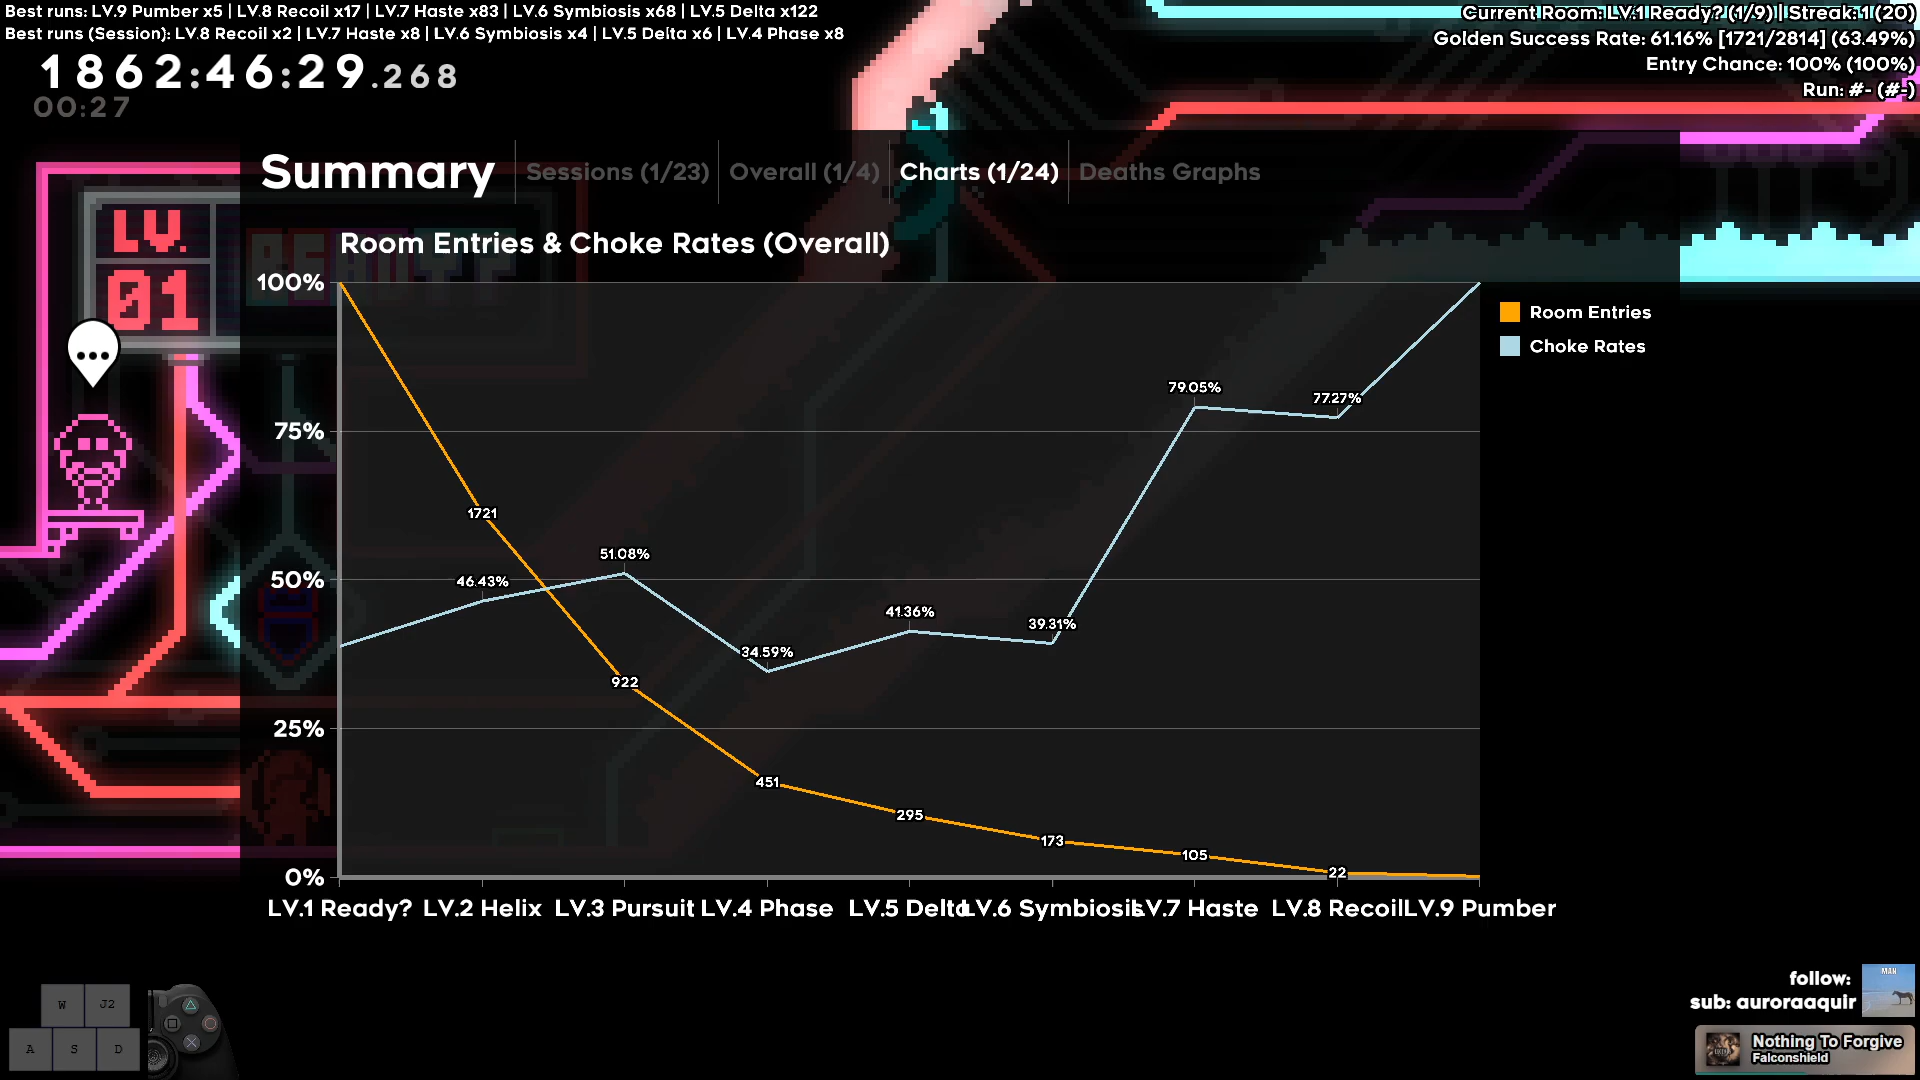 Best runs: LV.9 Pumber x5 | LV.8 Recoil x17 | LV.7 Haste x83 | LV.6 Symbiosis x68 | LV.5 Delta x122
Best runs (Session): LV.8 Recoil x2 | LV.7 Haste x8 | LV.6 Symbiosis x4 | LV.5 Delta x6 | LV.4 Phase x8
1862:46:29.268
00:27
Current Room: LV.1 Ready? (1/9) | Streak: 1 (20)
Golden Success Rate: 61.16% [1721/2814] (63.49%)
Entry Chance: 100% (100%)
Run: #- (#-)
Summary
Sessions (1/23)
Overall (1/4)
Charts (1/24)
Deaths Graphs
LV.
01
Room Entries & Choke Rates (Overall)
100%
75%
50%
25%
0%
Room Entries
Choke Rates
1721
922
451
295
173
105
22
46.43%
51.08%
34.59%
41.36%
39.31%
79.05%
77.27%
LV.1 Ready?
LV.2 Helix
LV.3 Pursuit
LV.4 Phase
LV.5 Delta
LV.6 Symbiosis
LV.7 Haste
LV.8 Recoil
LV.9 Pumber
W
J2
A
S
D
follow:
sub: auroraaquir
MAN
Nothing To Forgive
Falconshield